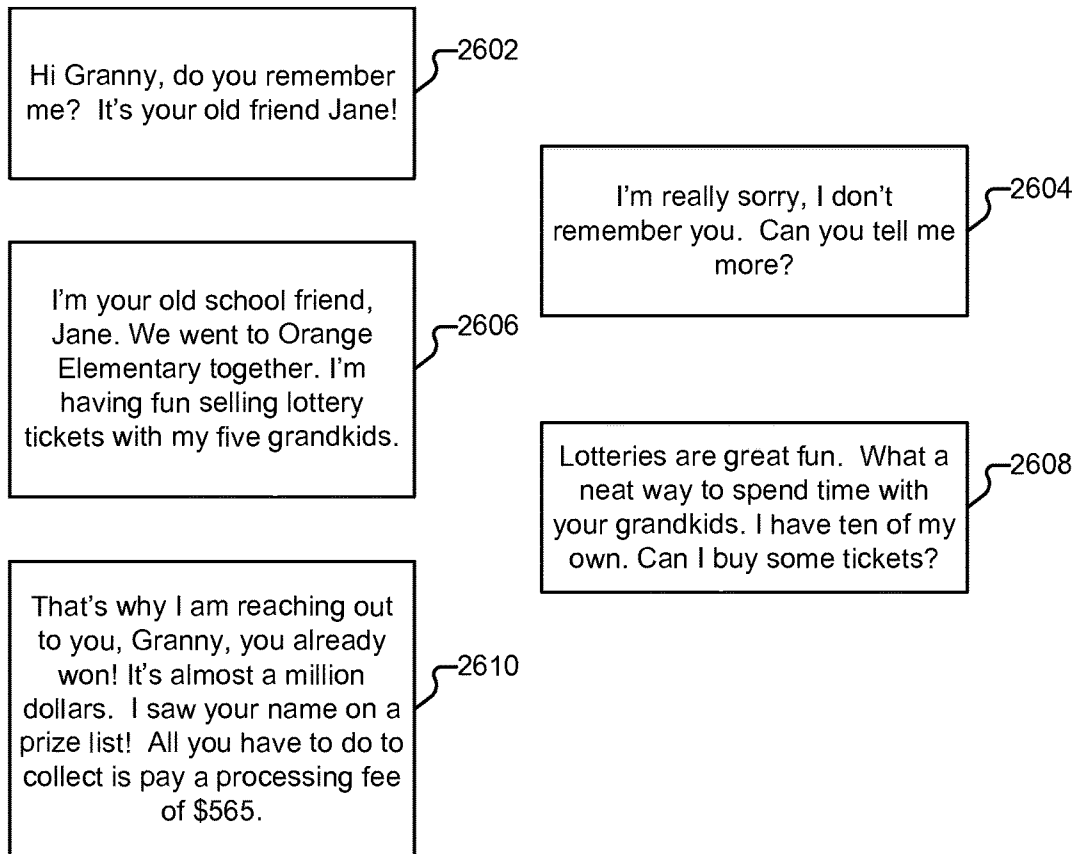 Hi Granny, do you remember
me?  It's your old friend Jane!
2602
I'm really sorry, I don't
remember you.  Can you tell me
more?
2604
I'm your old school friend,
Jane. We went to Orange
Elementary together. I'm
having fun selling lottery
tickets with my five grandkids.
2606
Lotteries are great fun.  What a
neat way to spend time with
your grandkids. I have ten of my
own. Can I buy some tickets?
2608
That's why I am reaching out
to you, Granny, you already
won! It's almost a million
dollars.  I saw your name on a
prize list!  All you have to do to
collect is pay a processing fee
of $565.
2610